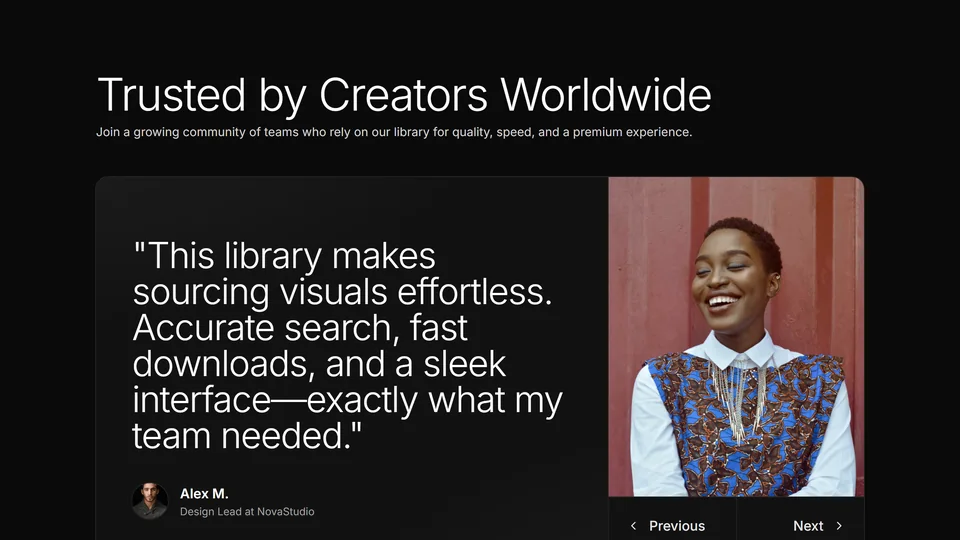 Trusted by Creators Worldwide
Join a growing community of teams who rely on our library for quality, speed, and a premium experience.
"This library makes
sourcing visuals effortless.
Accurate search, fast
downloads, and a sleek
interface—exactly what my
team needed."
Alex M.
Design Lead at NovaStudio
Previous
Next